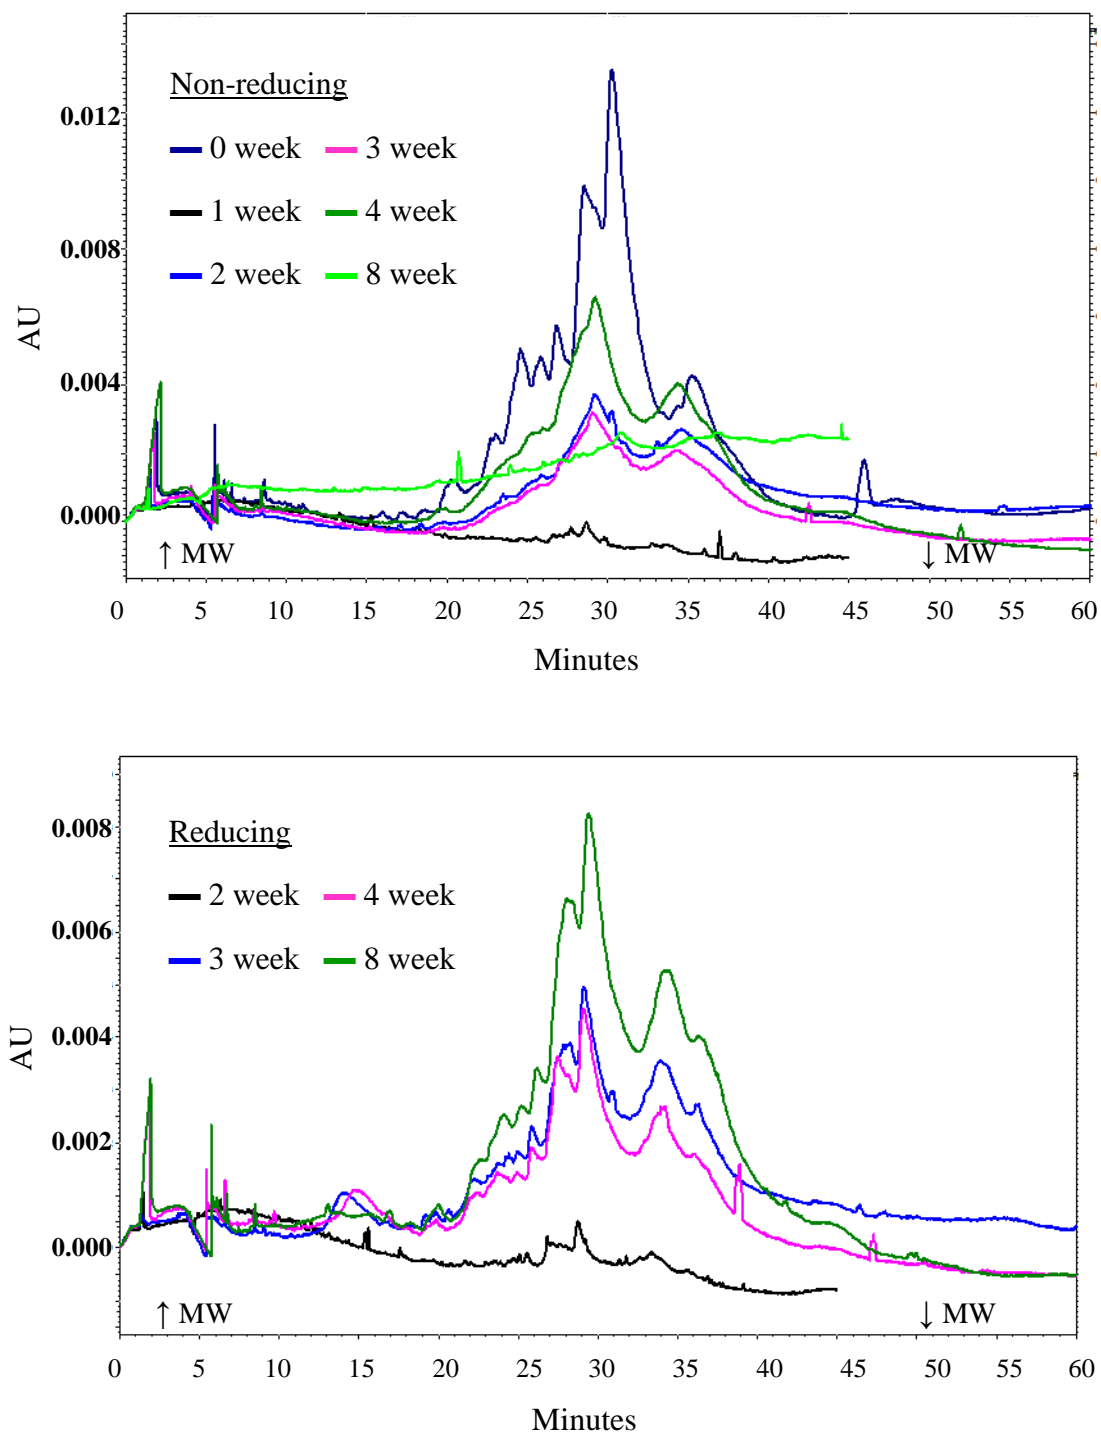 Non-reducing
0 week 3 week
1 week 4 week
2 week 8 week
0.012
0.008
0.004
0.000
AU
↑ MW ↓ MW
0 5 10 15 20 25 30 35 40 45 50 55 60
Minutes
Reducing
2 week 4 week
3 week 8 week
0.008
0.006
0.004
0.002
0.000
AU
↑ MW ↓ MW
0 5 10 15 20 25 30 35 40 45 50 55 60
Minutes